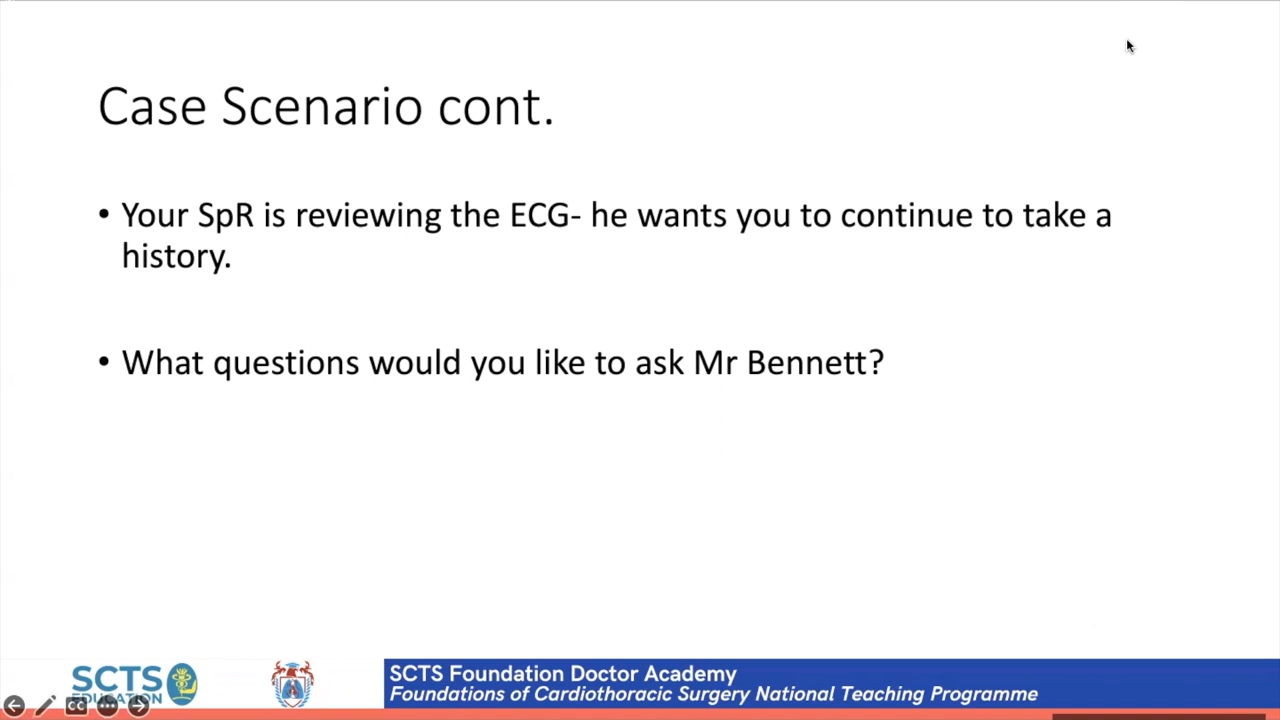 Case Scenario cont.
• Your SpR is reviewing the ECG- he wants you to continue to take a
history.
• What questions would you like to ask Mr Bennett?
SCTS
EDUCATION
SCTS Foundation Doctor Academy
Foundations of Cardiothoracic Surgery National Teaching Programme
CC